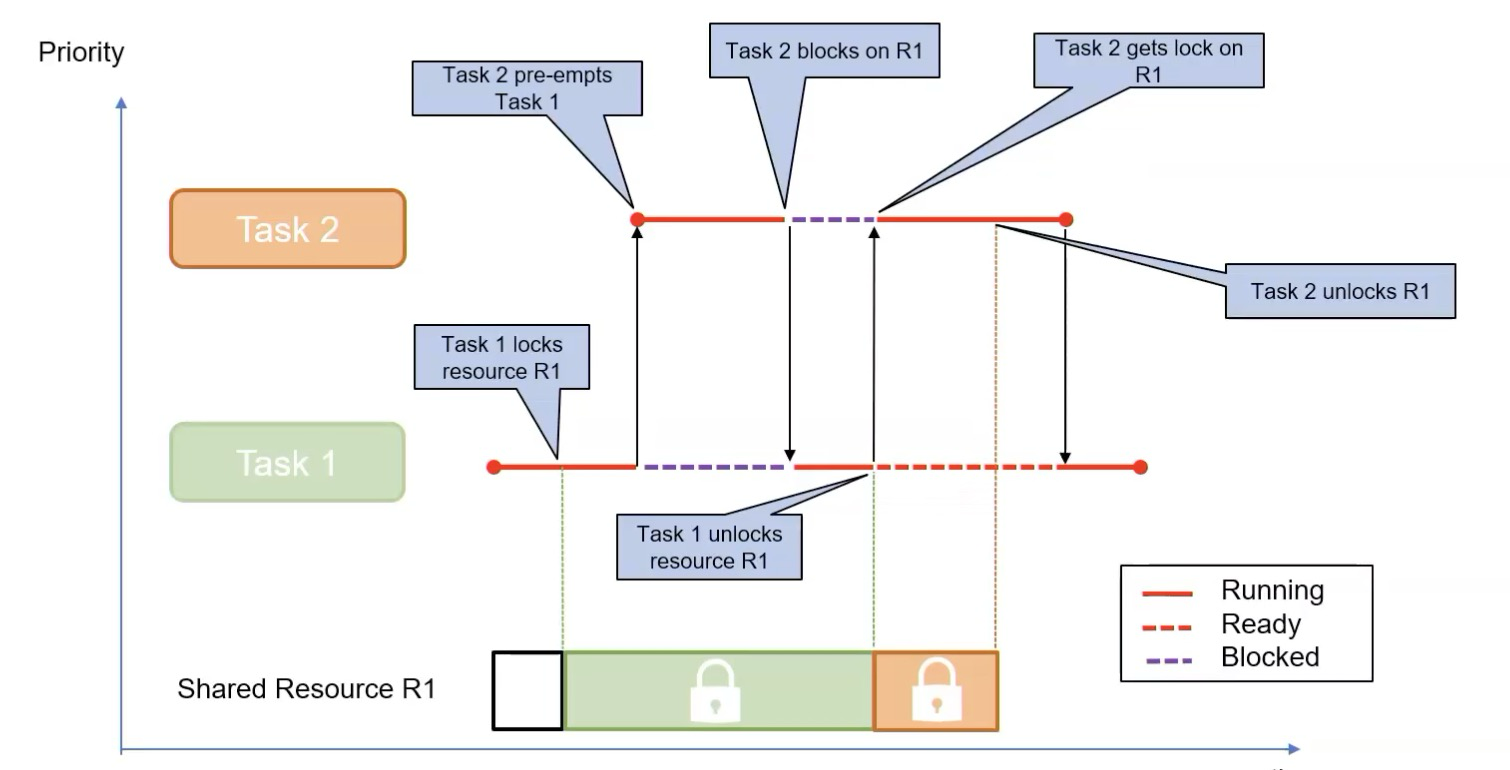 Priority
Task 2 pre-empts
Task 1
Task 2 blocks on R1
Task 2 gets lock on
R1
Task 2
Task 2 unlocks R1
Task 1 locks
resource R1
Task 1
Task 1 unlocks
resource R1
Running
Ready
Blocked
Shared Resource R1